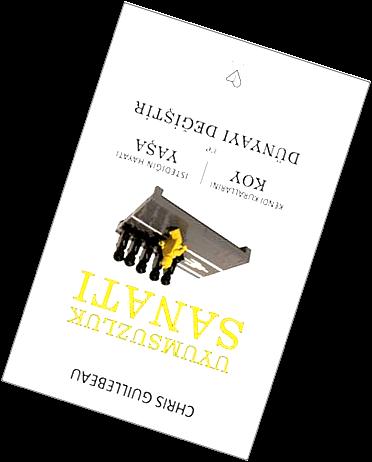 CHRIS GUILLEBEAU
UYUMSUZLUK
SANATI
KENDİ KURALLARINI
KOY
İSTEDİĞİN HAYATI
YAŞA
ve
DÜNYAYI DEĞİŞTİR